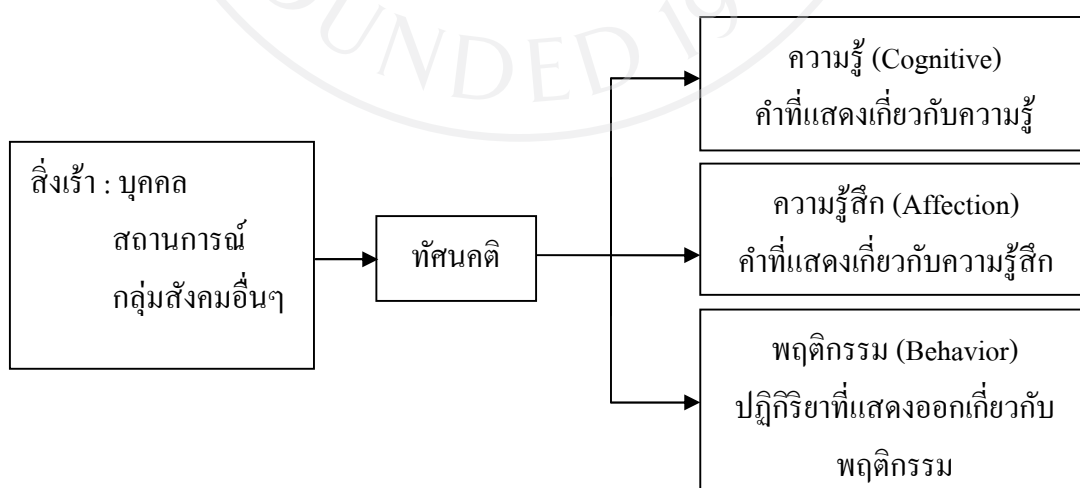 OUNDED 19
สิ่งเร้า : บุคคล
สถานการณ์
กลุ่มสังคมอื่นๆ
ทัศนคติ
ความรู้ (Cognitive)
คำที่แสดงเกี่ยวกับความรู้
ความรู้สึก (Affection)
คำที่แสดงเกี่ยวกับความรู้สึก
พฤติกรรม (Behavior)
ปฏิกิริยาที่แสดงออกเกี่ยวกับ
พฤติกรรม